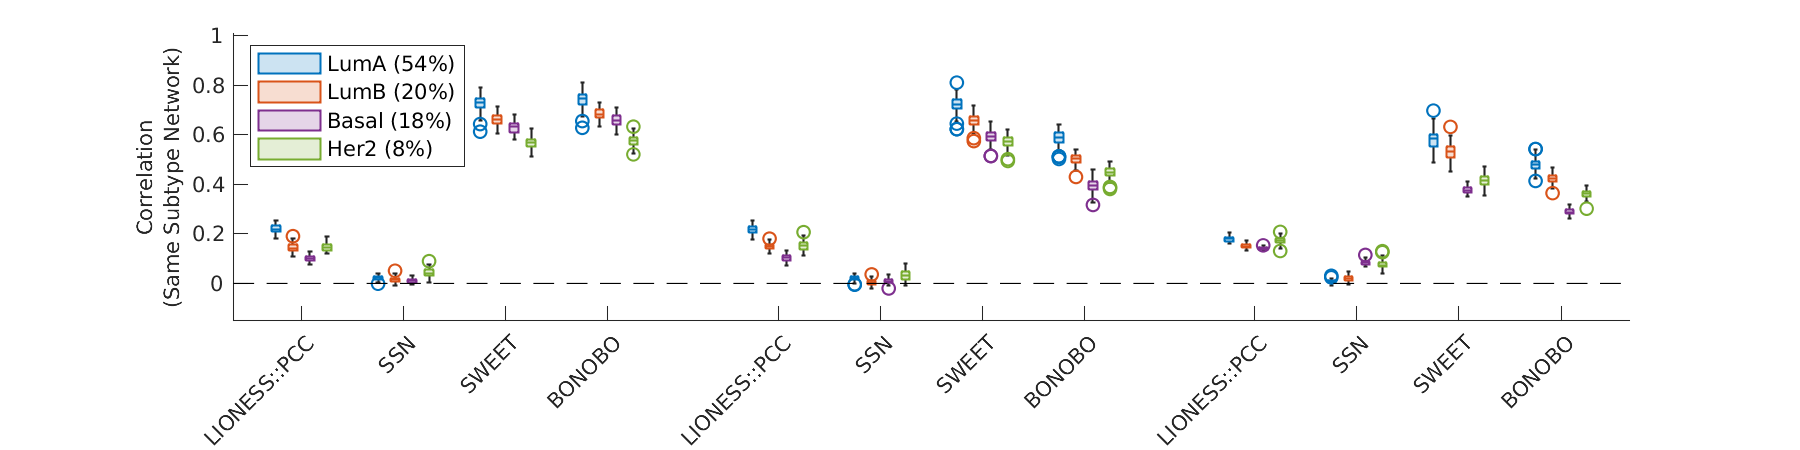 Correlation
(Same Subtype Network)
1
0.8
0.6
0.4
0.2
0
LumA (54%)
LumB (20%)
Basal (18%)
Her2 (8%)
LIONESS::PCC
SSN
SWEET
BONOBO
LIONESS::PCC
SSN
SWEET
BONOBO
LIONESS::PCC
SSN
SWEET
BONOBO